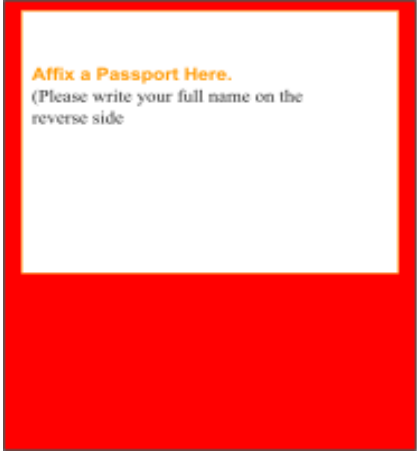 Affix a Passport Here.
(Please write your full name on the
reverse side